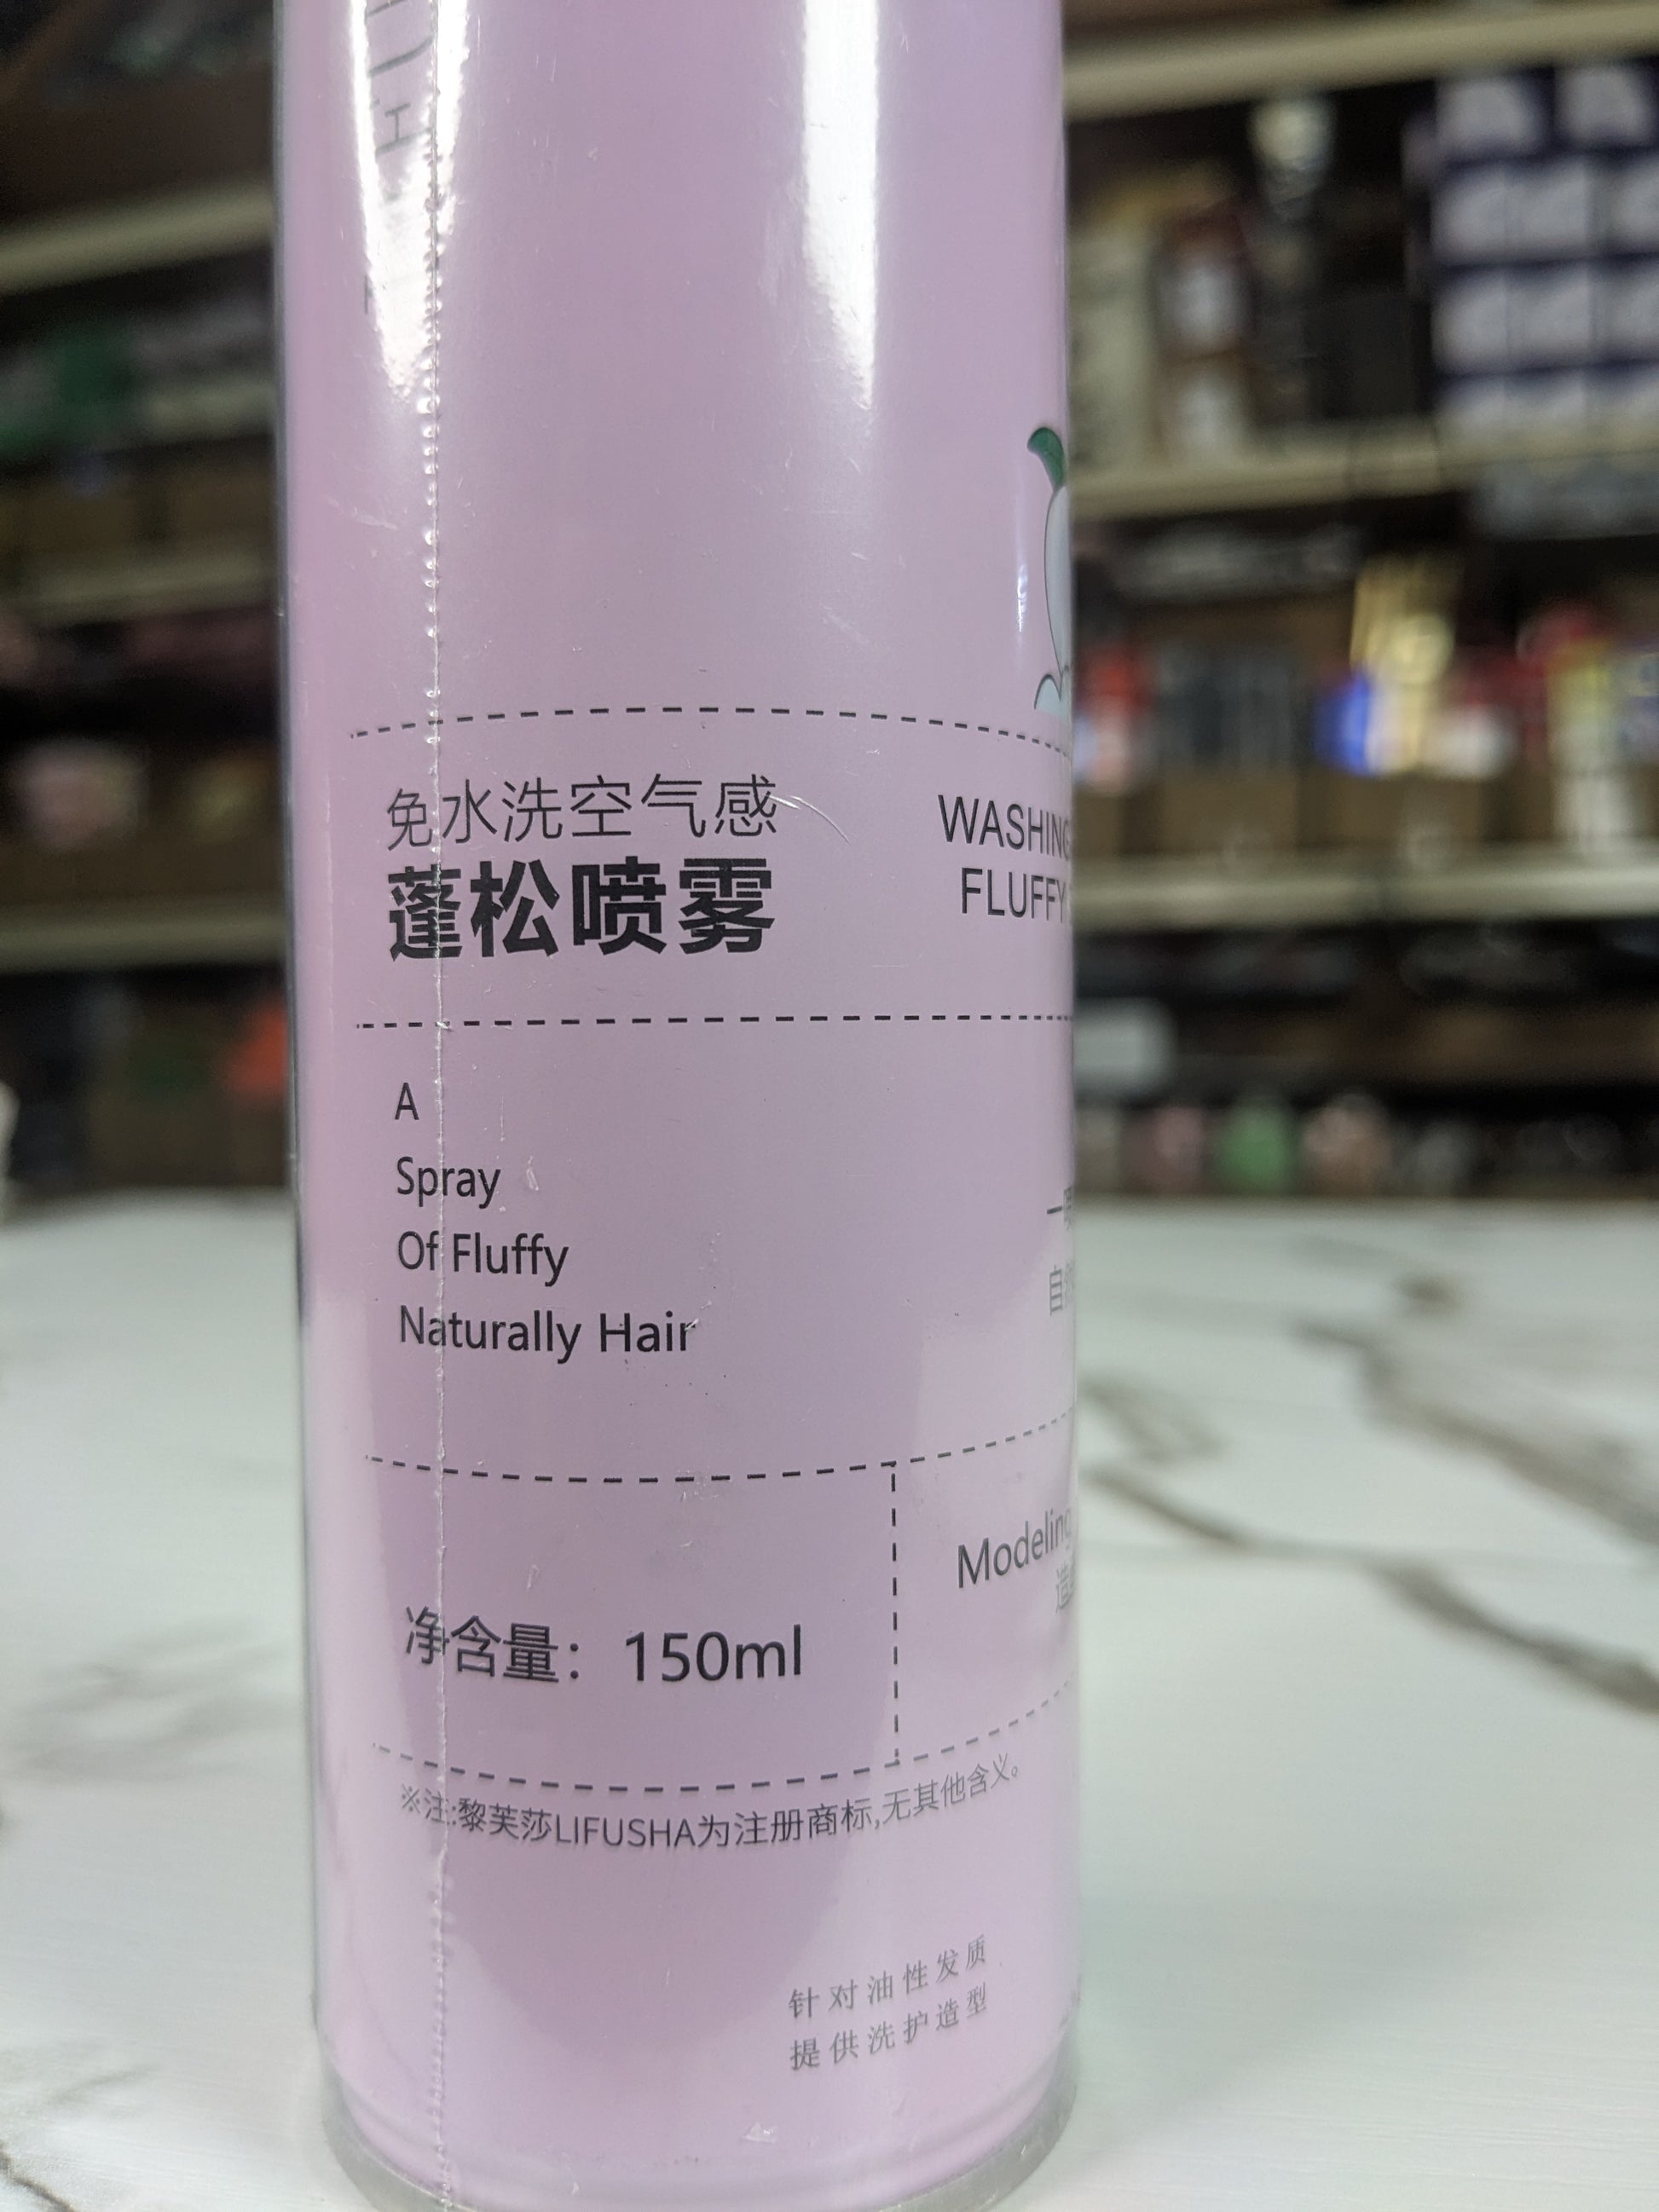 免水洗空气感
蓬松喷雾
WASHING
FLUFFY
A
Spray
Of Fluffy
Naturally Hair
净含量：150ml
Modeling
※注:黎芙莎LIFUSHA为注册商标,无其他含义。
针对油性发质
提供洗护造型